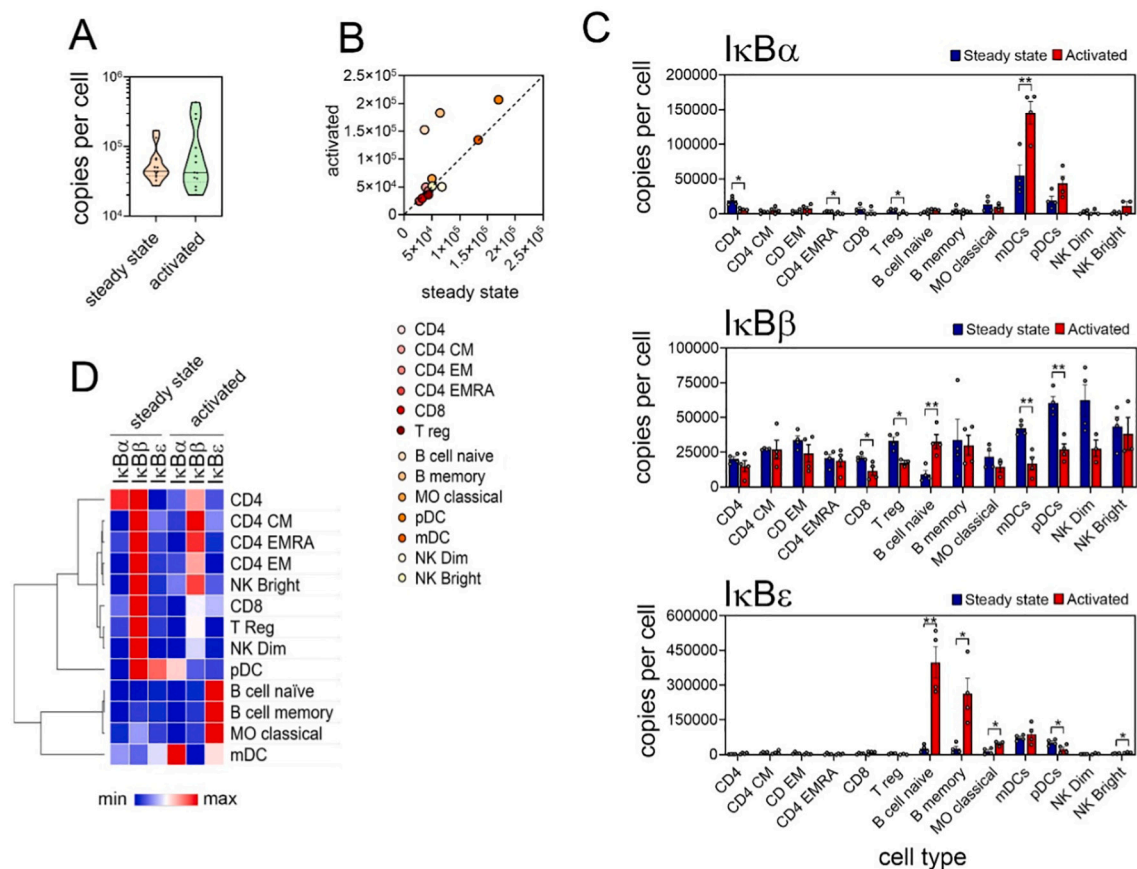 A
copies per cell
10⁶
10⁵
10⁴
steady state
activated
B
activated
2.5×10⁵
2×10⁵
1.5×10⁵
1×10⁵
5×10⁴
0
0
5×10⁴
1×10⁵
1.5×10⁵
2×10⁵
2.5×10⁵
steady state
CD4
CD4 CM
CD4 EM
CD4 EMRA
CD8
T reg
B cell naive
B memory
MO classical
pDC
mDC
NK Dim
NK Bright
C
IκBα
Steady state
Activated
copies per cell
200000
150000
100000
50000
0
*
*
*
**
CD4
CD4 CM
CD EM
CD4 EMRA
CD8
T reg
B cell naive
B memory
MO classical
mDCs
pDCs
NK Dim
NK Bright
IκBβ
Steady state
Activated
copies per cell
100000
75000
50000
25000
0
*
*
**
**
**
CD4
CD4 CM
CD EM
CD4 EMRA
CD8
T reg
B cell naive
B memory
MO classical
mDCs
pDCs
NK Dim
NK Bright
IκBε
Steady state
Activated
copies per cell
600000
450000
300000
150000
0
**
*
*
*
*
CD4
CD4 CM
CD EM
CD4 EMRA
CD8
T reg
B cell naive
B memory
MO classical
mDCs
pDCs
NK Dim
NK Bright
cell type
D
steady state
activated
IκBα
IκBβ
IκBε
IκBα
IκBβ
IκBε
CD4
CD4 CM
CD4 EMRA
CD4 EM
NK Bright
CD8
T Reg
NK Dim
pDC
B cell naïve
B cell memory
MO classical
mDC
min
max